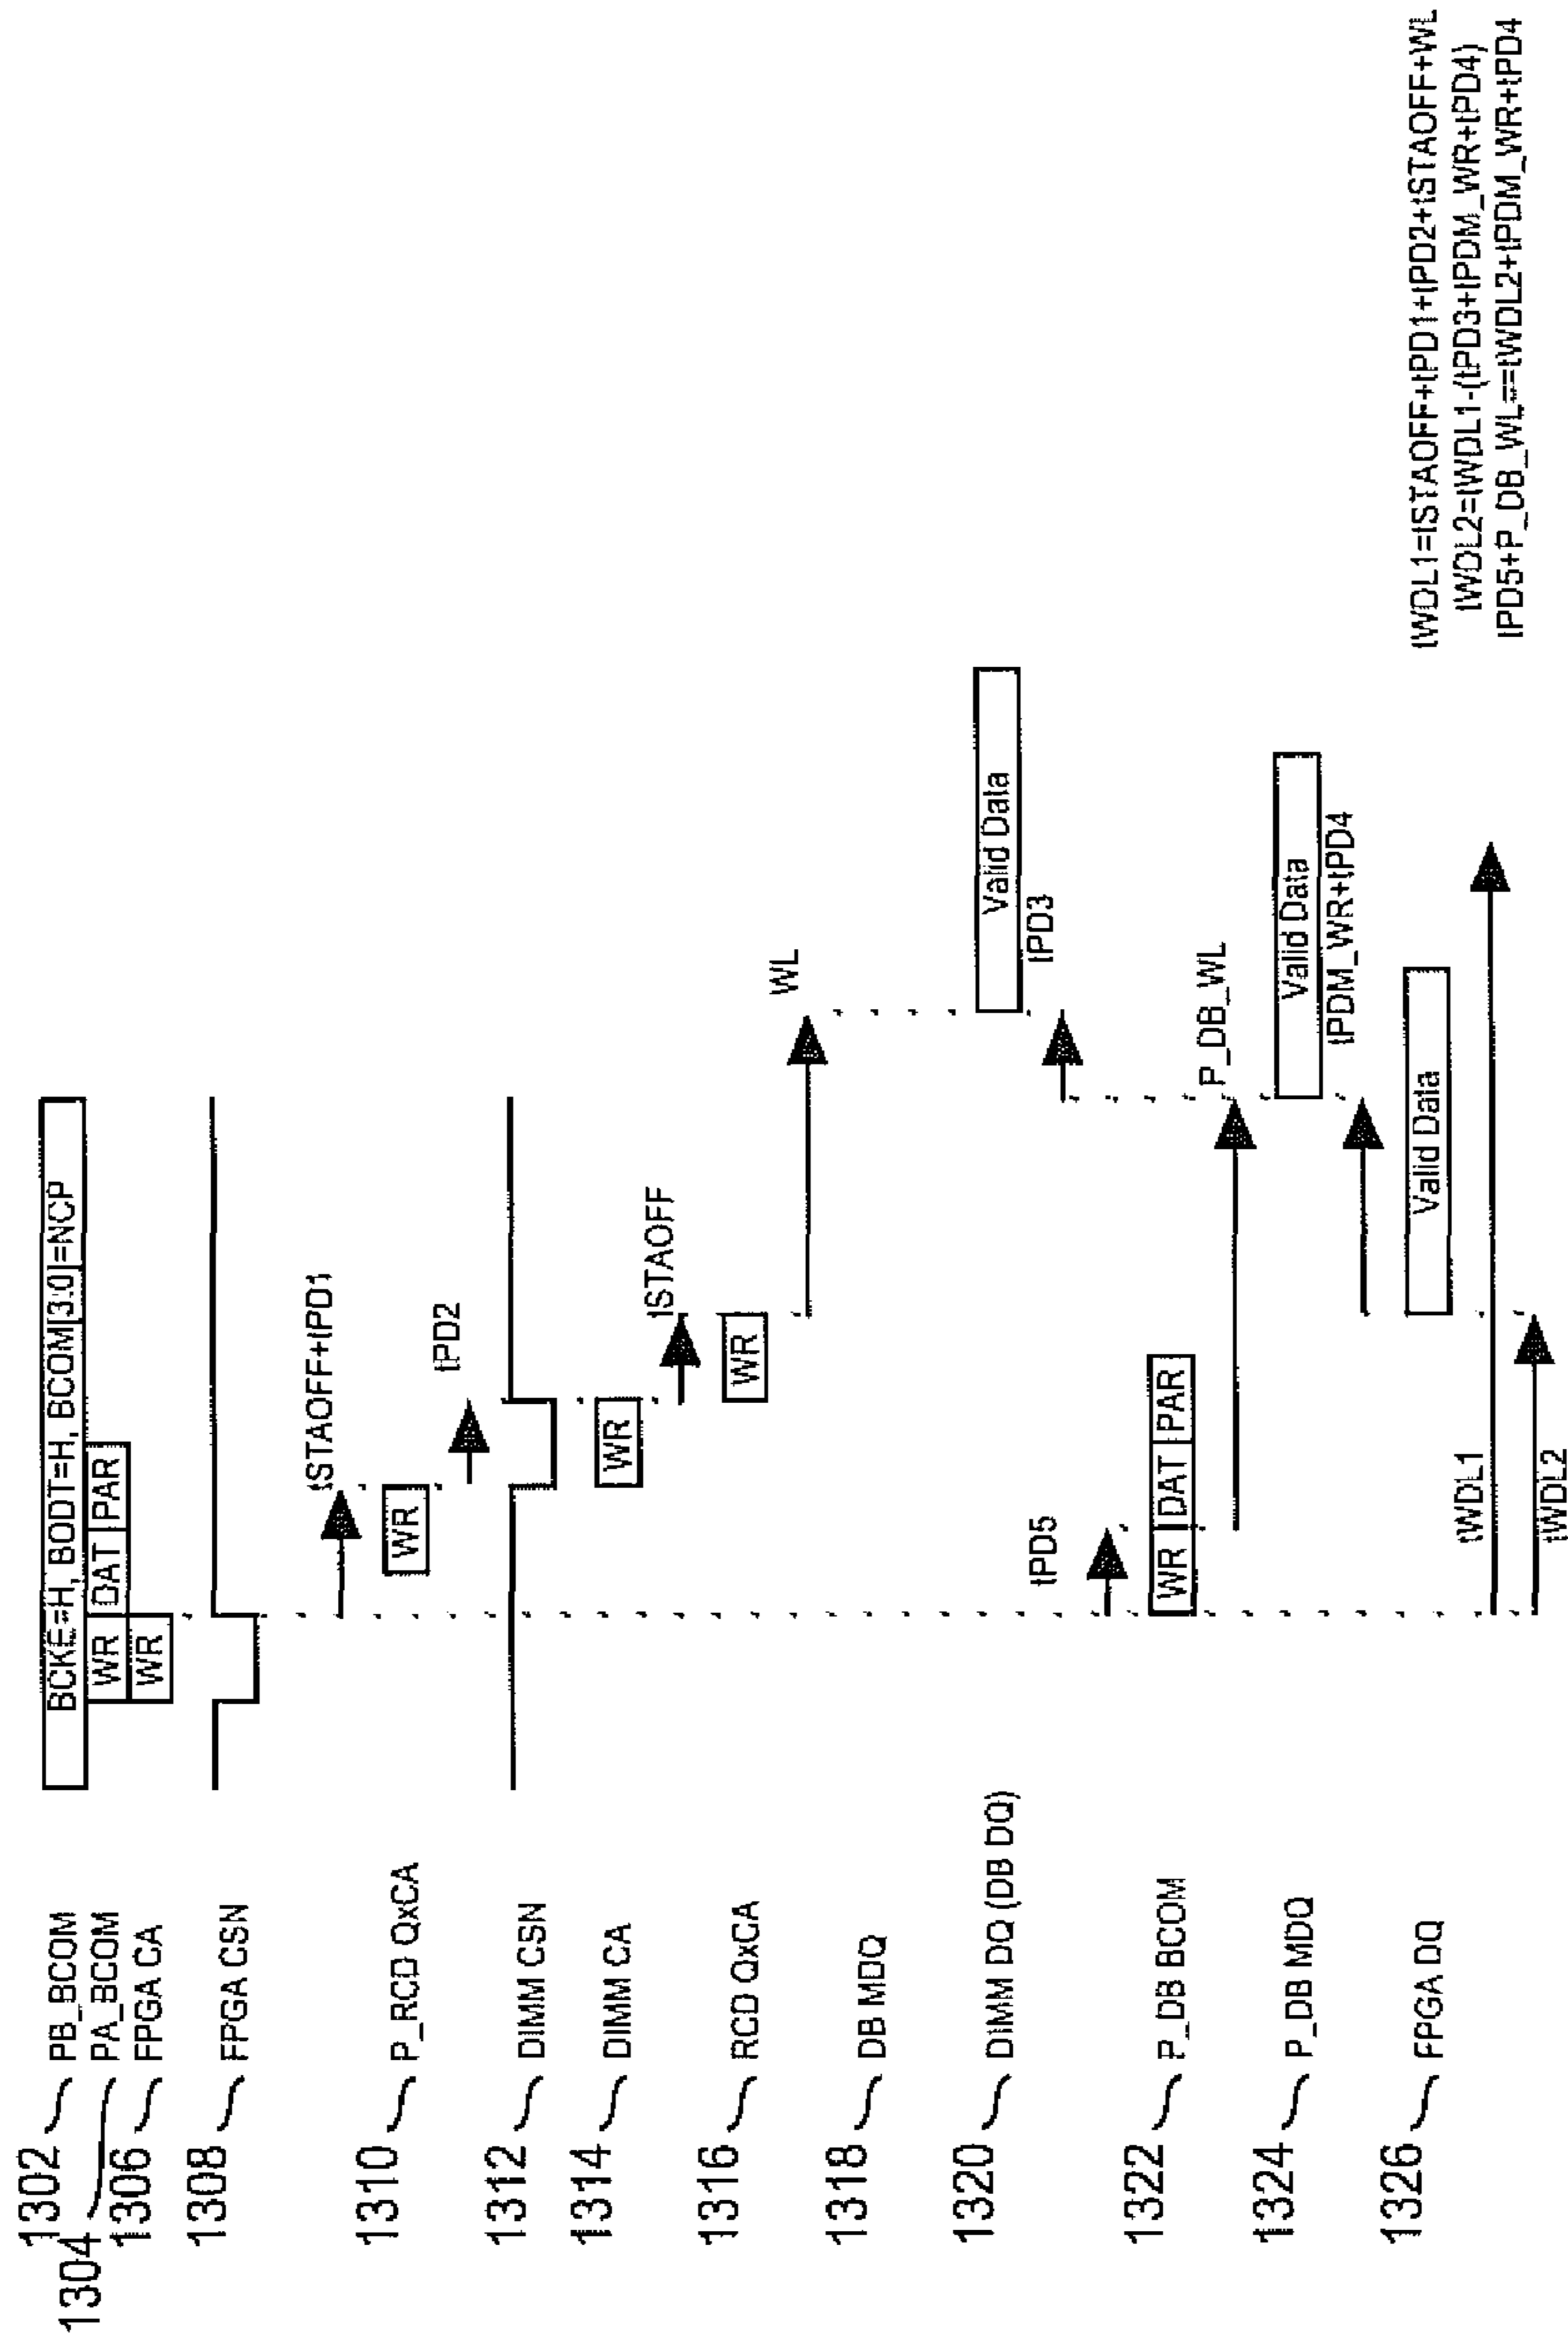 1302 PB_BCOM BCKE=H, BODT=H, BCOM[3:0]=NCP
1304 PA_BCOM WR DAT PAR
1306 FPGA CA WR
1308 FPGA CSN
tSTAOFF+tPD1
1310 P_RCD QxCA WR
tPD2
1312 DIMM CSN
1314 DIMM CA WR
tSTAOFF
1316 RCD QxCA WR
WL
1318 DB MDQ
1320 DIMM DQ (DB DQ) Valid Data
tPD3
tPD5
1322 P_DB BCOM WR DAT PAR
P_DB_WL
1324 P_DB MDQ Valid Data
tPDM_WR+tPD4
1326 FPGA DQ Valid Data
tWDL1
tWDL2
tWDL1=tSTAOFF+tPD1+tPD2+tSTAOFF+WL
tWDL2=tWDL1-(tPD3+tPDM_WR+tPD4)
tPD5+P_DB_WL==tWDL2+tPDM_WR+tPD4